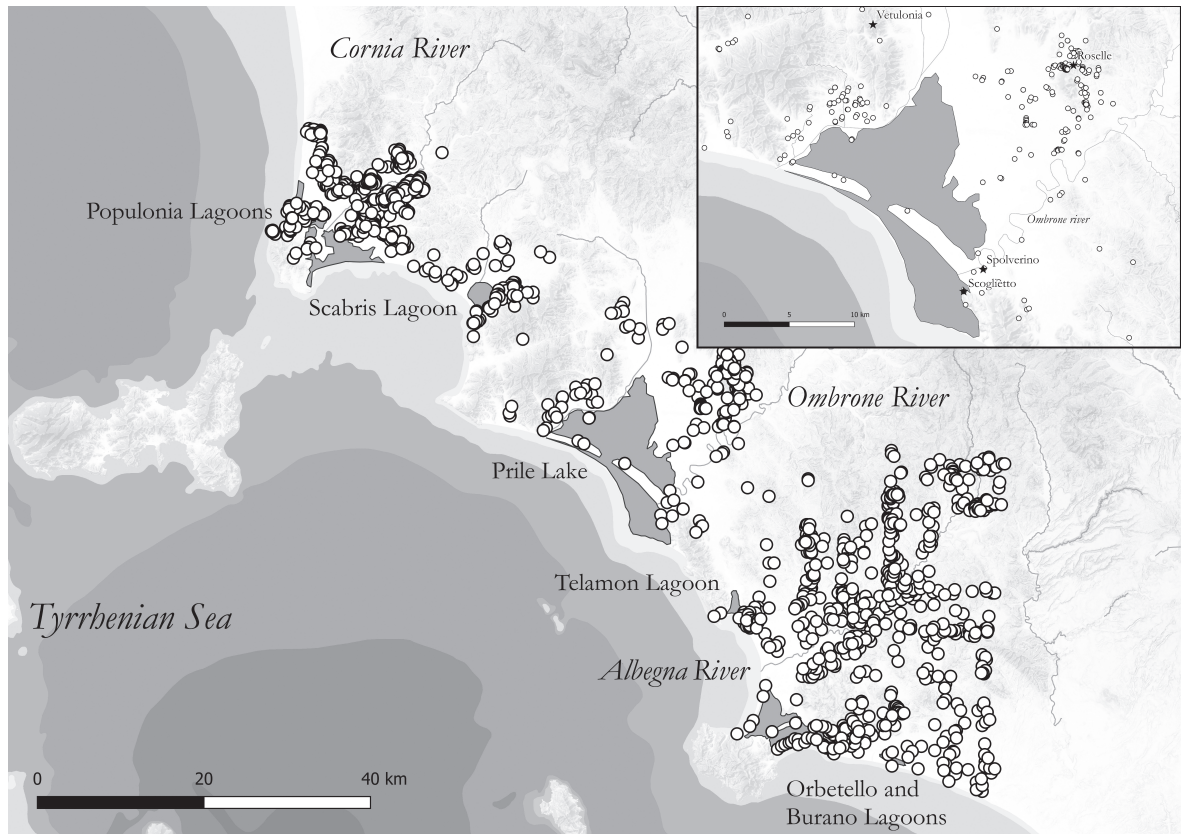 Cornia River
Populonia Lagoons
Scabris Lagoon
Ombrone River
Prile Lake
Telamon Lagoon
Tyrrhenian Sea
Albegna River
Orbetello and
Burano Lagoons
0 20 40 km
Vetulonia
Roselle
Ombrone river
Spolverino
Scoglietto
0 5 10 km